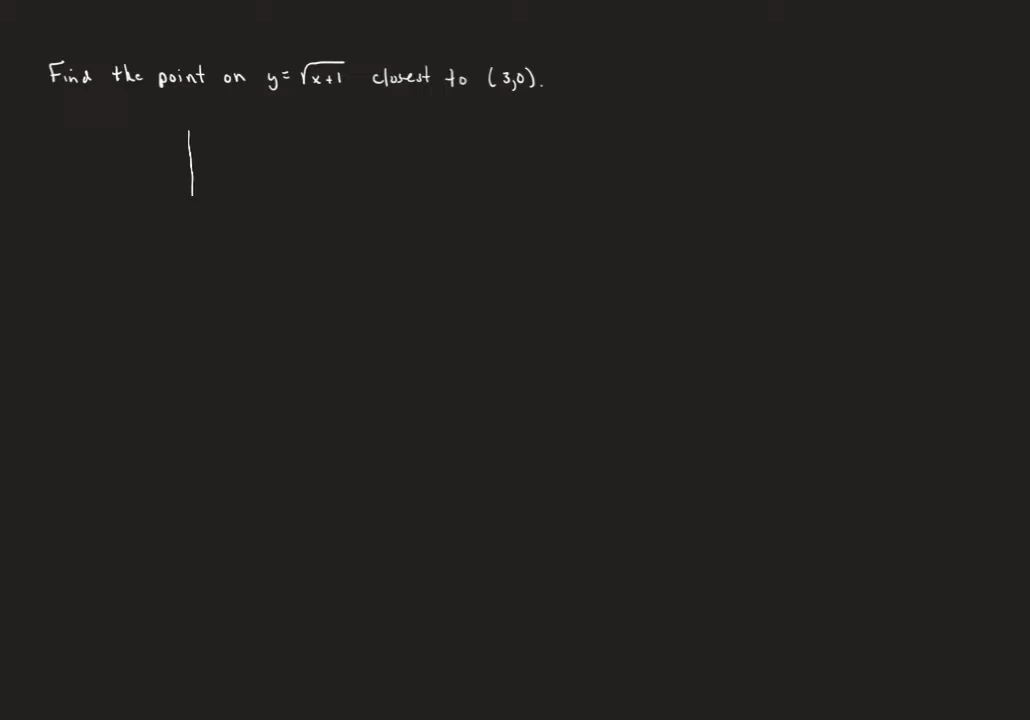 Find the point on y = √(x+1) closest to (3,0).